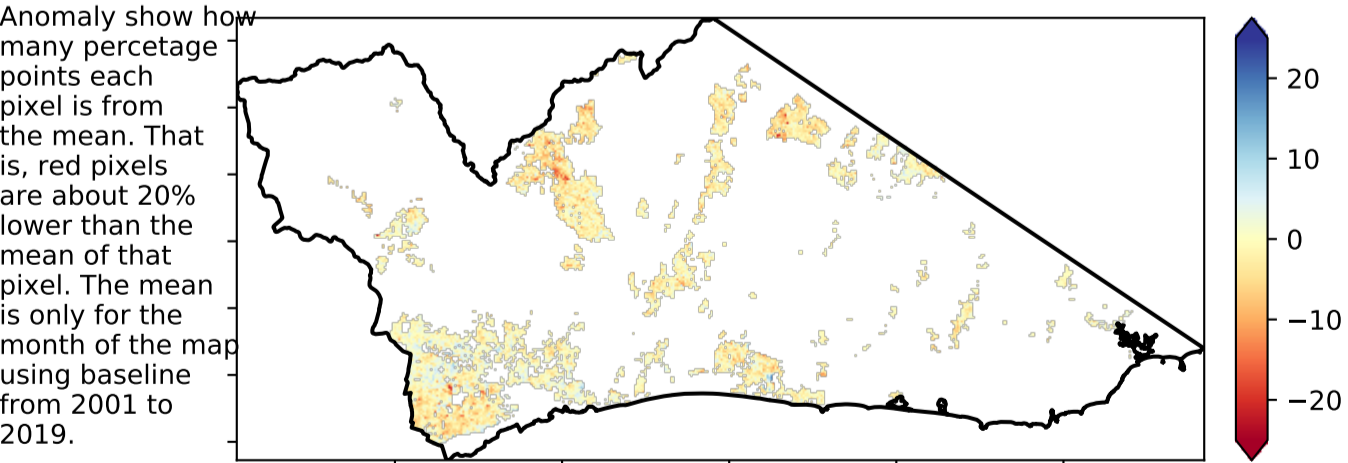 Anomaly show how
many percetage
points each
pixel is from
the mean. That
is, red pixels
are about 20%
lower than the
mean of that
pixel. The mean
is only for the
month of the map
using baseline
from 2001 to
2019.
20
10
0
−10
−20